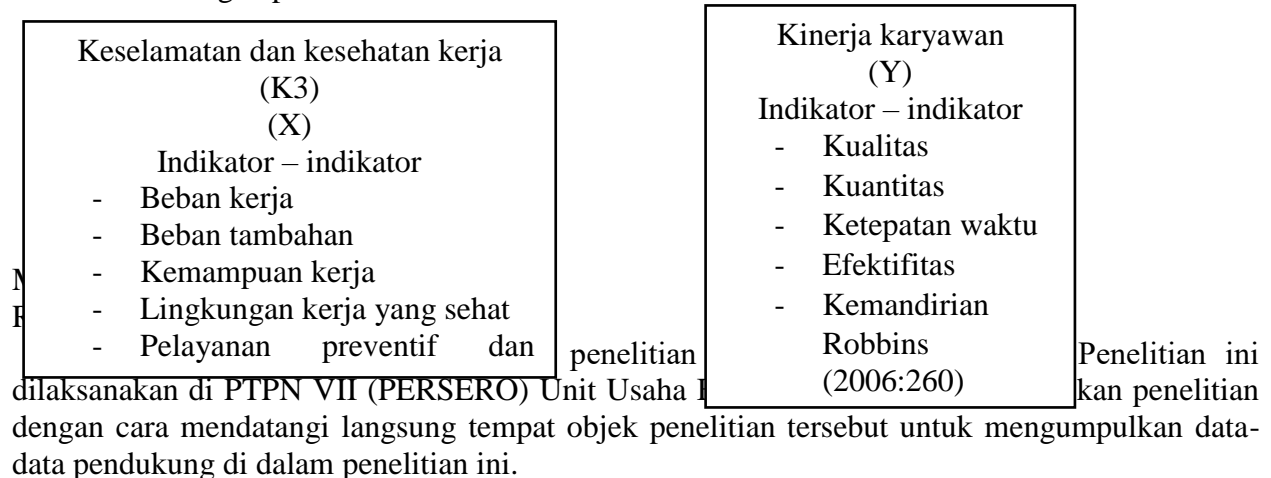 Keselamatan dan kesehatan kerja
(K3)
(X)
Indikator – indikator
- Beban kerja
- Beban tambahan
- Kemampuan kerja
- Lingkungan kerja yang sehat
- Pelayanan preventif dan
Kinerja karyawan
(Y)
Indikator – indikator
- Kualitas
- Kuantitas
- Ketepatan waktu
- Efektifitas
- Kemandirian
Robbins
(2006:260)
penelitian Penelitian ini
dilaksanakan di PTPN VII (PERSERO) Unit Usaha kan penelitian
dengan cara mendatangi langsung tempat objek penelitian tersebut untuk mengumpulkan data-
data pendukung di dalam penelitian ini.